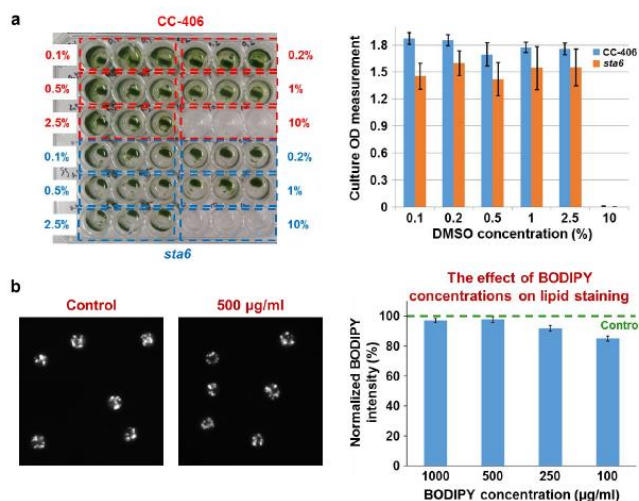 a
CC-406
0.1%
0.2%
0.5%
1%
2.5%
10%
0.1%
0.2%
0.5%
1%
2.5%
10%
sta6
Culture OD measurement
1.8
1.5
1.2
0.9
0.6
0.3
0
CC-406
sta6
0.1 0.2 0.5 1 2.5 10
DMSO concentration (%)
b
Control
500 µg/ml
The effect of BODIPY
concentrations on lipid staining
Normalized BODIPY
intensity (%)
100
80
60
40
20
0
Control
1000 500 250 100
BODIPY concentration (µg/ml)